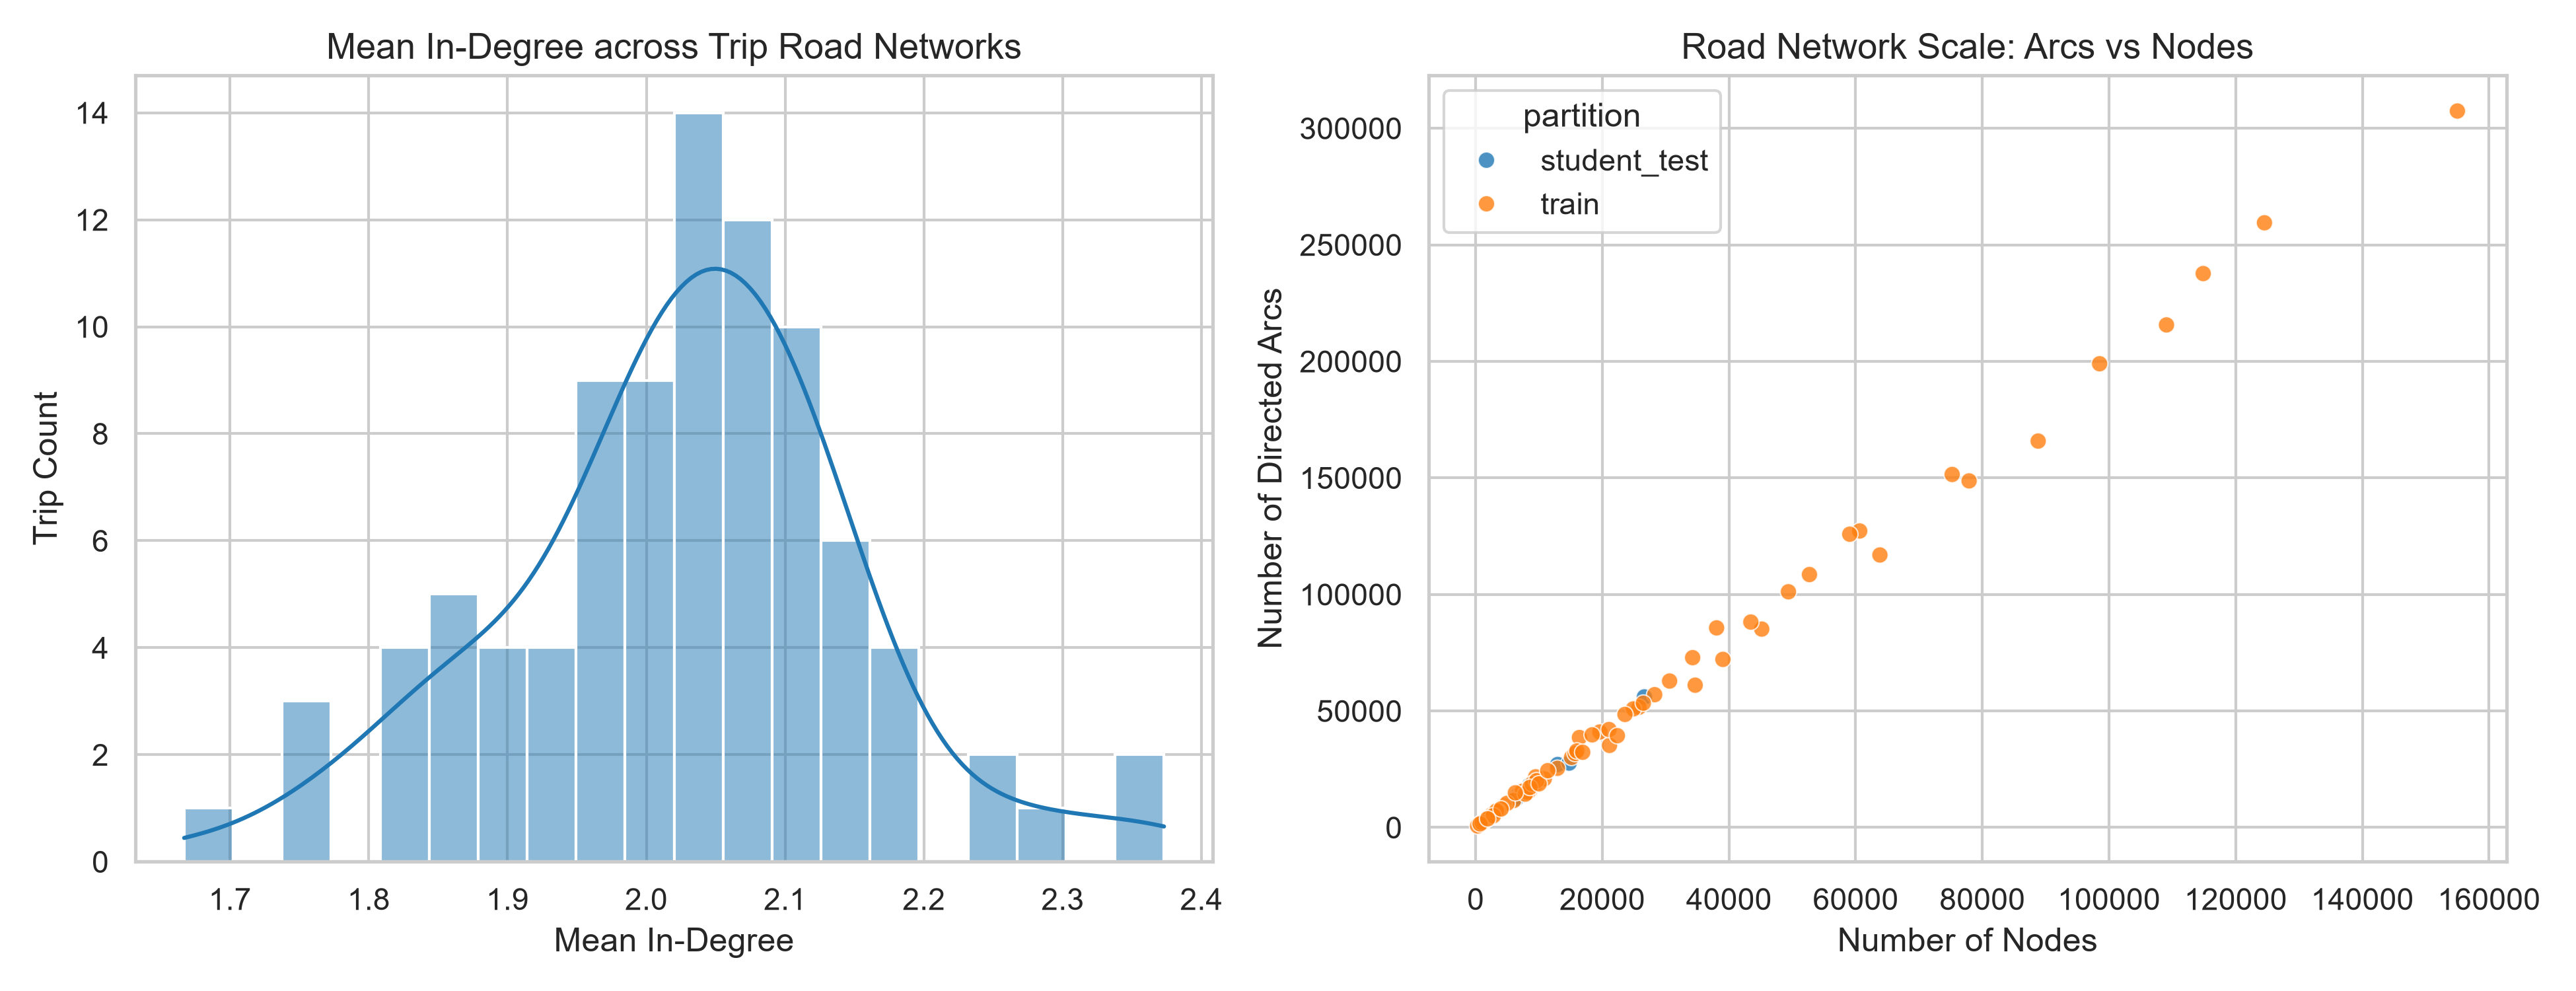 Mean In-Degree across Trip Road Networks
14
12
10
8
6
4
2
0
Trip Count
1.7 1.8 1.9 2.0 2.1 2.2 2.3 2.4
Mean In-Degree
Road Network Scale: Arcs vs Nodes
partition
student_test
train
300000
250000
200000
150000
100000
50000
0
Number of Directed Arcs
0 20000 40000 60000 80000 100000 120000 140000 160000
Number of Nodes